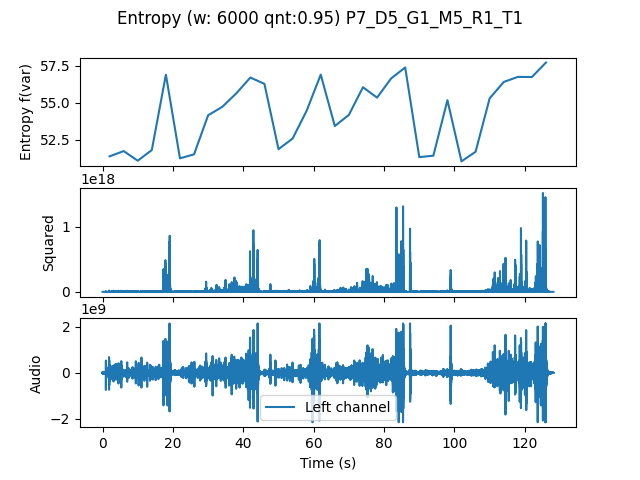 Entropy (w: 6000 qnt:0.95) P7_D5_G1_M5_R1_T1
57.5
55.0
52.5
Entropy f(var)
1e18
1
0
Squared
1e9
2
0
−2
Audio
Left channel
0 20 40 60 80 100 120
Time (s)